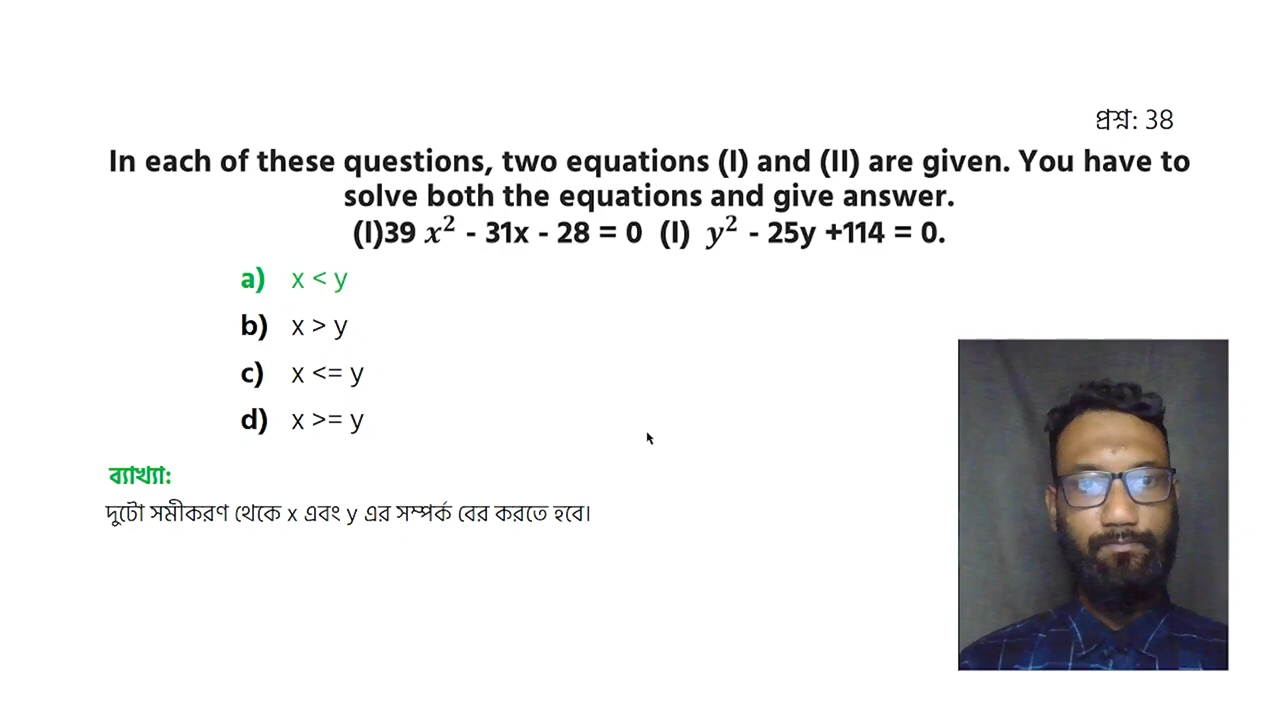 প্রশ্ন: 38
In each of these questions, two equations (I) and (II) are given. You have to
solve both the equations and give answer.
(I)39 x² - 31x - 28 = 0 (I) y² - 25y +114 = 0.
a) x < y
b) x > y
c) x <= y
d) x >= y
ব্যাখ্যা:
দুটো সমীকরণ থেকে x এবং y এর সম্পর্ক বের করতে হবে।